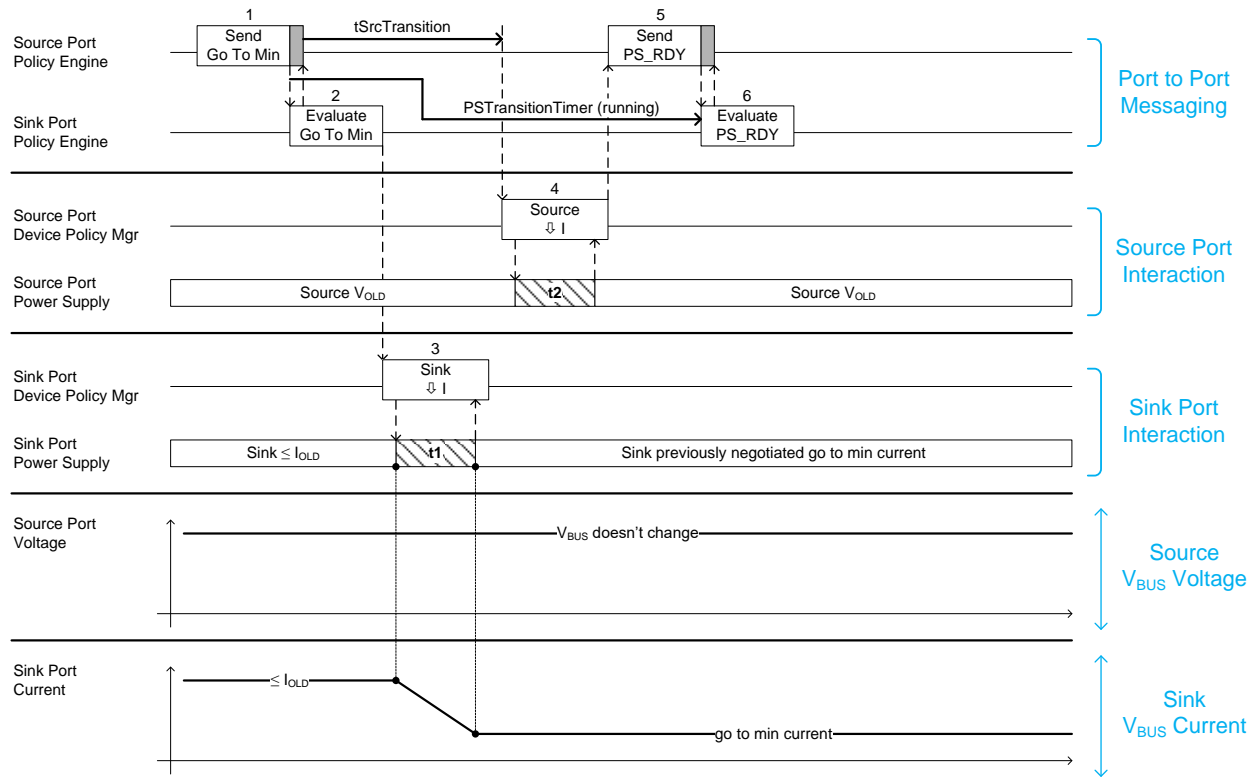 1
5
Source Port
Policy Engine
Send
Go To Min
tSrcTransition
Send
PS_RDY
Port to Port
Messaging
2
6
Sink Port
Policy Engine
Evaluate
Go To Min
PSTransitionTimer (running)
Evaluate
PS_RDY
4
Source Port
Device Policy Mgr
Source
⇩ I
Source Port
Interaction
Source Port
Power Supply
Source VOLD
t2
Source VOLD
3
Sink Port
Device Policy Mgr
Sink
⇩ I
Sink Port
Interaction
Sink Port
Power Supply
Sink ≤ IOLD
t1
Sink previously negotiated go to min current
Source Port
Voltage
VBUS doesn't change
Source
VBUS Voltage
Sink Port
Current
≤ IOLD
go to min current
Sink
VBUS Current